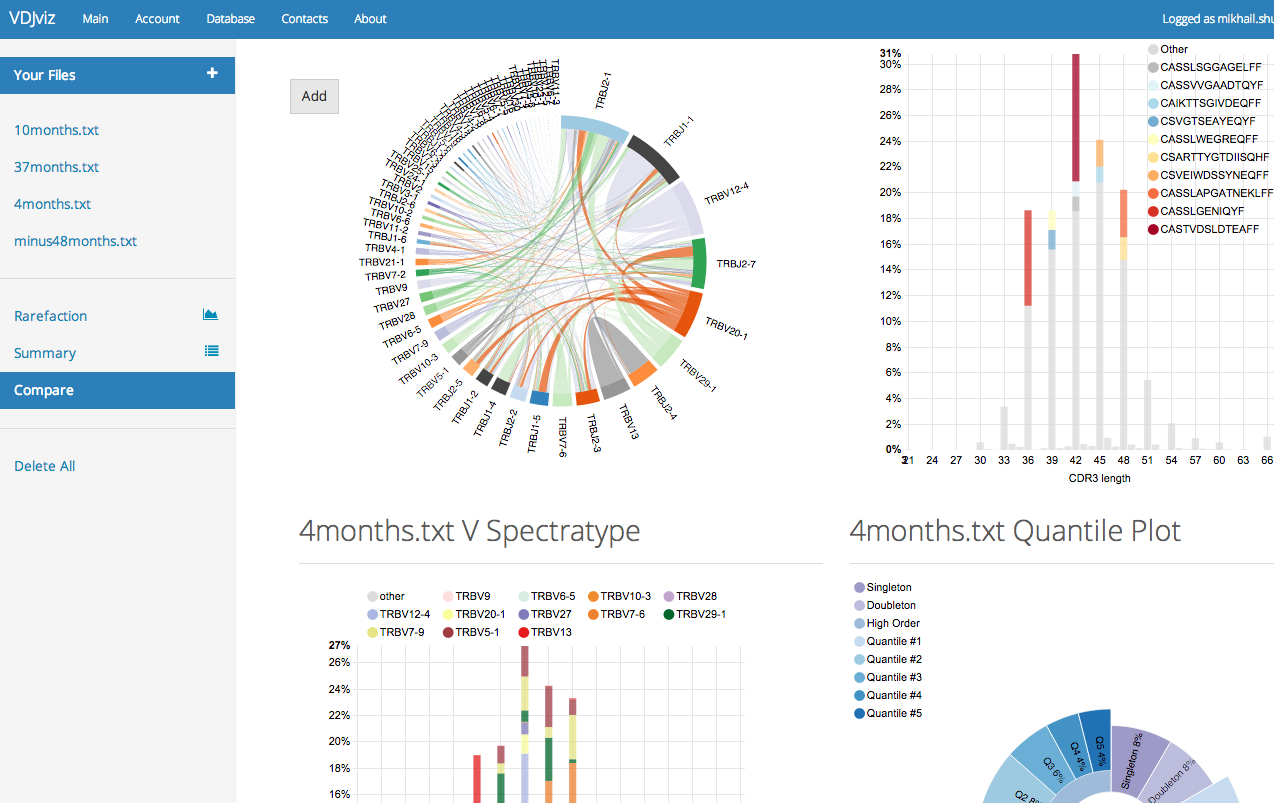 VDJviz Main Account Database Contacts About Logged as mikhail.shu
Your Files +
10months.txt
37months.txt
4months.txt
minus48months.txt
Rarefaction
Summary
Compare
Delete All
Add
TRBJ2-1
TRBJ1-1
TRBV12-4
TRBJ2-7
TRBV20-1
TRBV29-1
TRBJ2-4
TRBV13
TRBJ2-3
TRBV7-6
TRBJ1-5
TRBJ2-2
TRBJ1-4
TRBJ1-2
TRBJ2-5
TRBV5-1
TRBV10-3
TRBV7-9
TRBV6-5
TRBV28
TRBV27
TRBV9
TRBV7-2
TRBV21-1
TRBV4-1
TRBJ1-6
TRBV11-2
TRBV6-6
TRBV10-2
TRBJ2-6
TRBV3-1
31%
30%
28%
26%
24%
22%
20%
18%
16%
14%
12%
10%
8%
6%
4%
2%
0%
21 24 27 30 33 36 39 42 45 48 51 54 57 60 63 66
CDR3 length
Other
CASSLSGGAGELFF
CASSVVGAADTQYF
CAIKTTSGIVDEQFF
CSVGTSEAYEQYF
CASSLWEGREQFF
CSARTTYGTDIISQHF
CSVEIWDSSYNEQFF
CASSLAPGATNEKLFF
CASSLGENIQYF
CASTVDSLDTEAFF
4months.txt V Spectratype
other TRBV9 TRBV6-5 TRBV10-3 TRBV28
TRBV12-4 TRBV20-1 TRBV27 TRBV7-6 TRBV29-1
TRBV7-9 TRBV5-1 TRBV13
27%
26%
24%
22%
20%
18%
16%
4months.txt Quantile Plot
Singleton
Doubleton
High Order
Quantile #1
Quantile #2
Quantile #3
Quantile #4
Quantile #5
Q2 8%
Q3 6%
Q4 4%
Q5 4%
Singleton 8%
Doubleton 8%